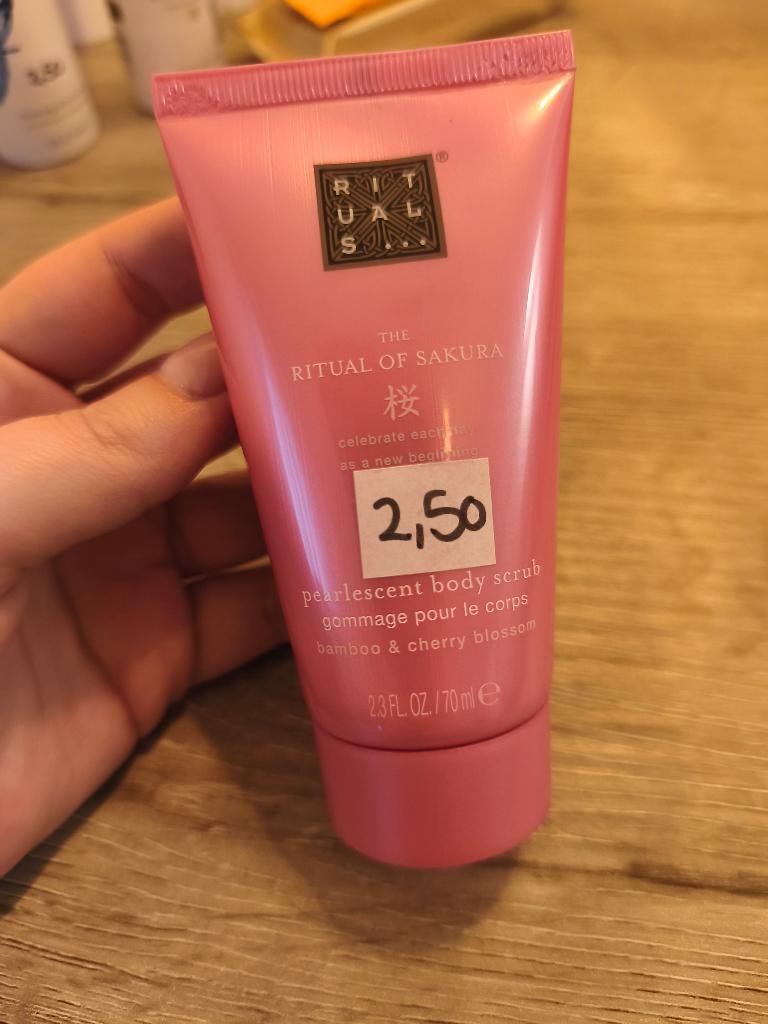 RIT
UAL
S...
®
THE
RITUAL OF SAKURA
桜
celebrate each day
as a new beginning
2,50
pearlescent body scrub
gommage pour le corps
bamboo & cherry blossom
2.3 FL. OZ. / 70 ml ℮